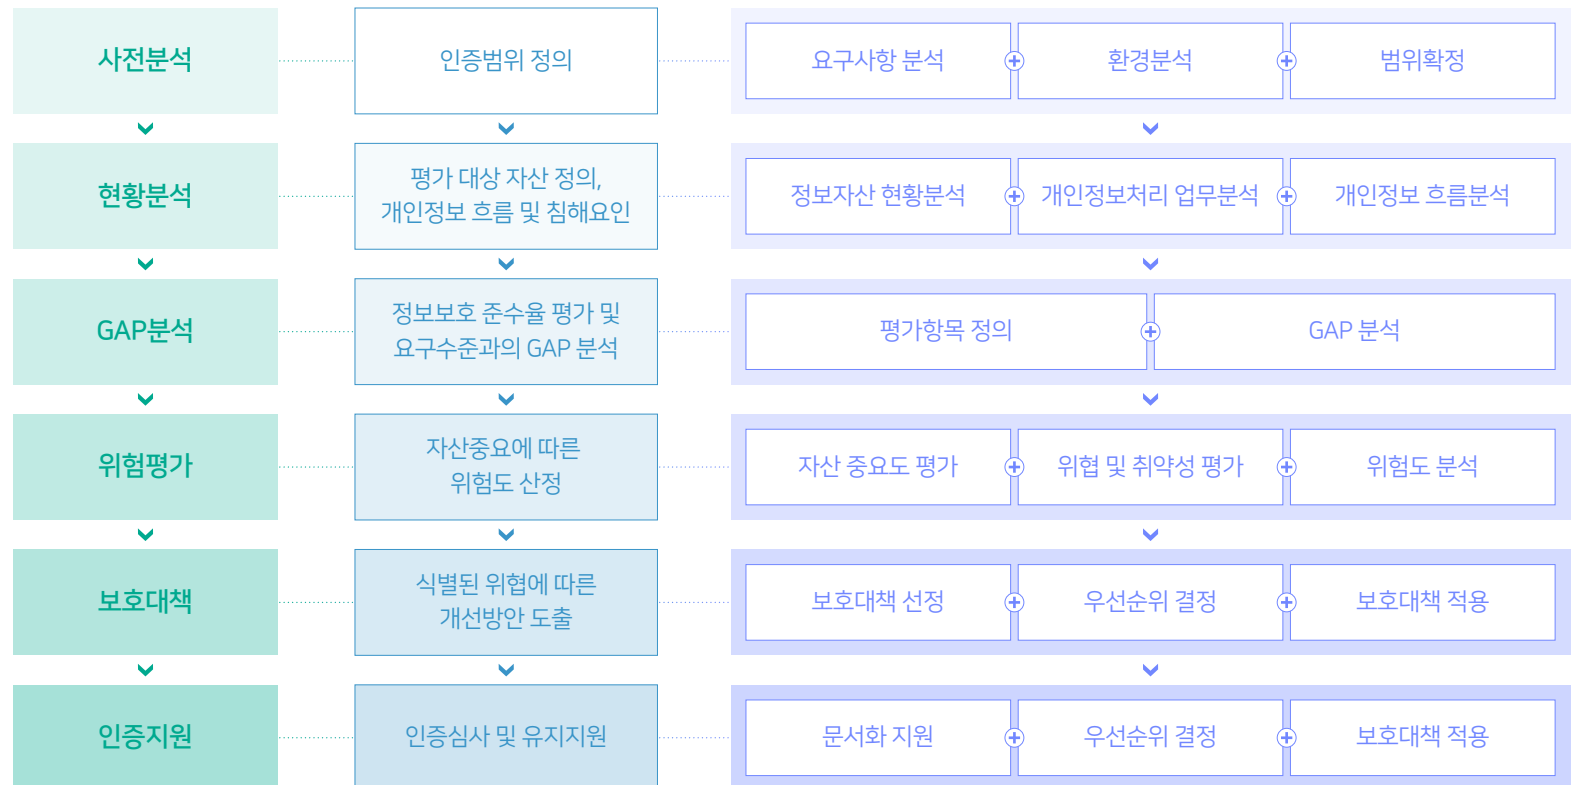 사전분석
인증범위 정의
요구사항 분석
환경분석
범위확정
현황분석
평가 대상 자산 정의,
개인정보 흐름 및 침해요인
정보자산 현황분석
개인정보처리 업무분석
개인정보 흐름분석
GAP분석
정보보호 준수율 평가 및
요구수준과의 GAP 분석
평가항목 정의
GAP 분석
위험평가
자산중요에 따른
위험도 산정
자산 중요도 평가
위협 및 취약성 평가
위험도 분석
보호대책
식별된 위협에 따른
개선방안 도출
보호대책 선정
우선순위 결정
보호대책 적용
인증지원
인증심사 및 유지지원
문서화 지원
우선순위 결정
보호대책 적용